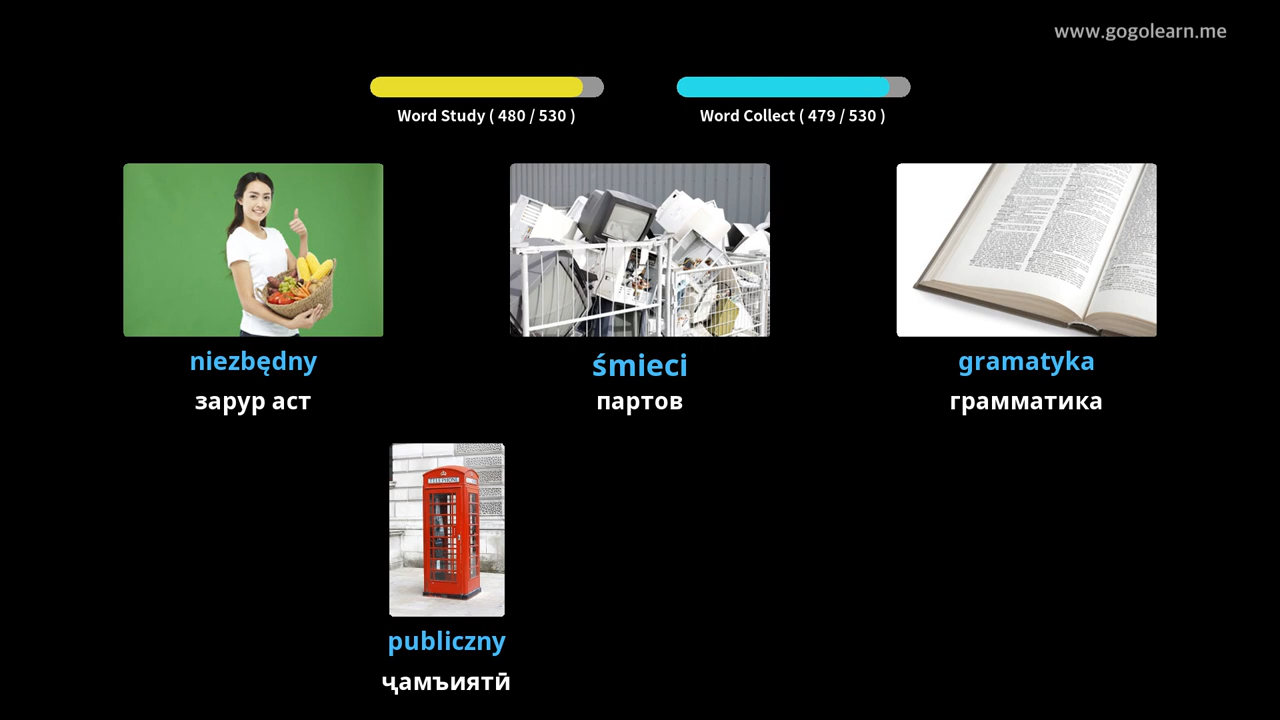 www.gogolearn.me
Word Study ( 480 / 530 )
Word Collect ( 479 / 530 )
niezbędny
зарур аст
śmieci
партов
gramatyka
грамматика
TELEPHONE
publiczny
ҷамъиятӣ